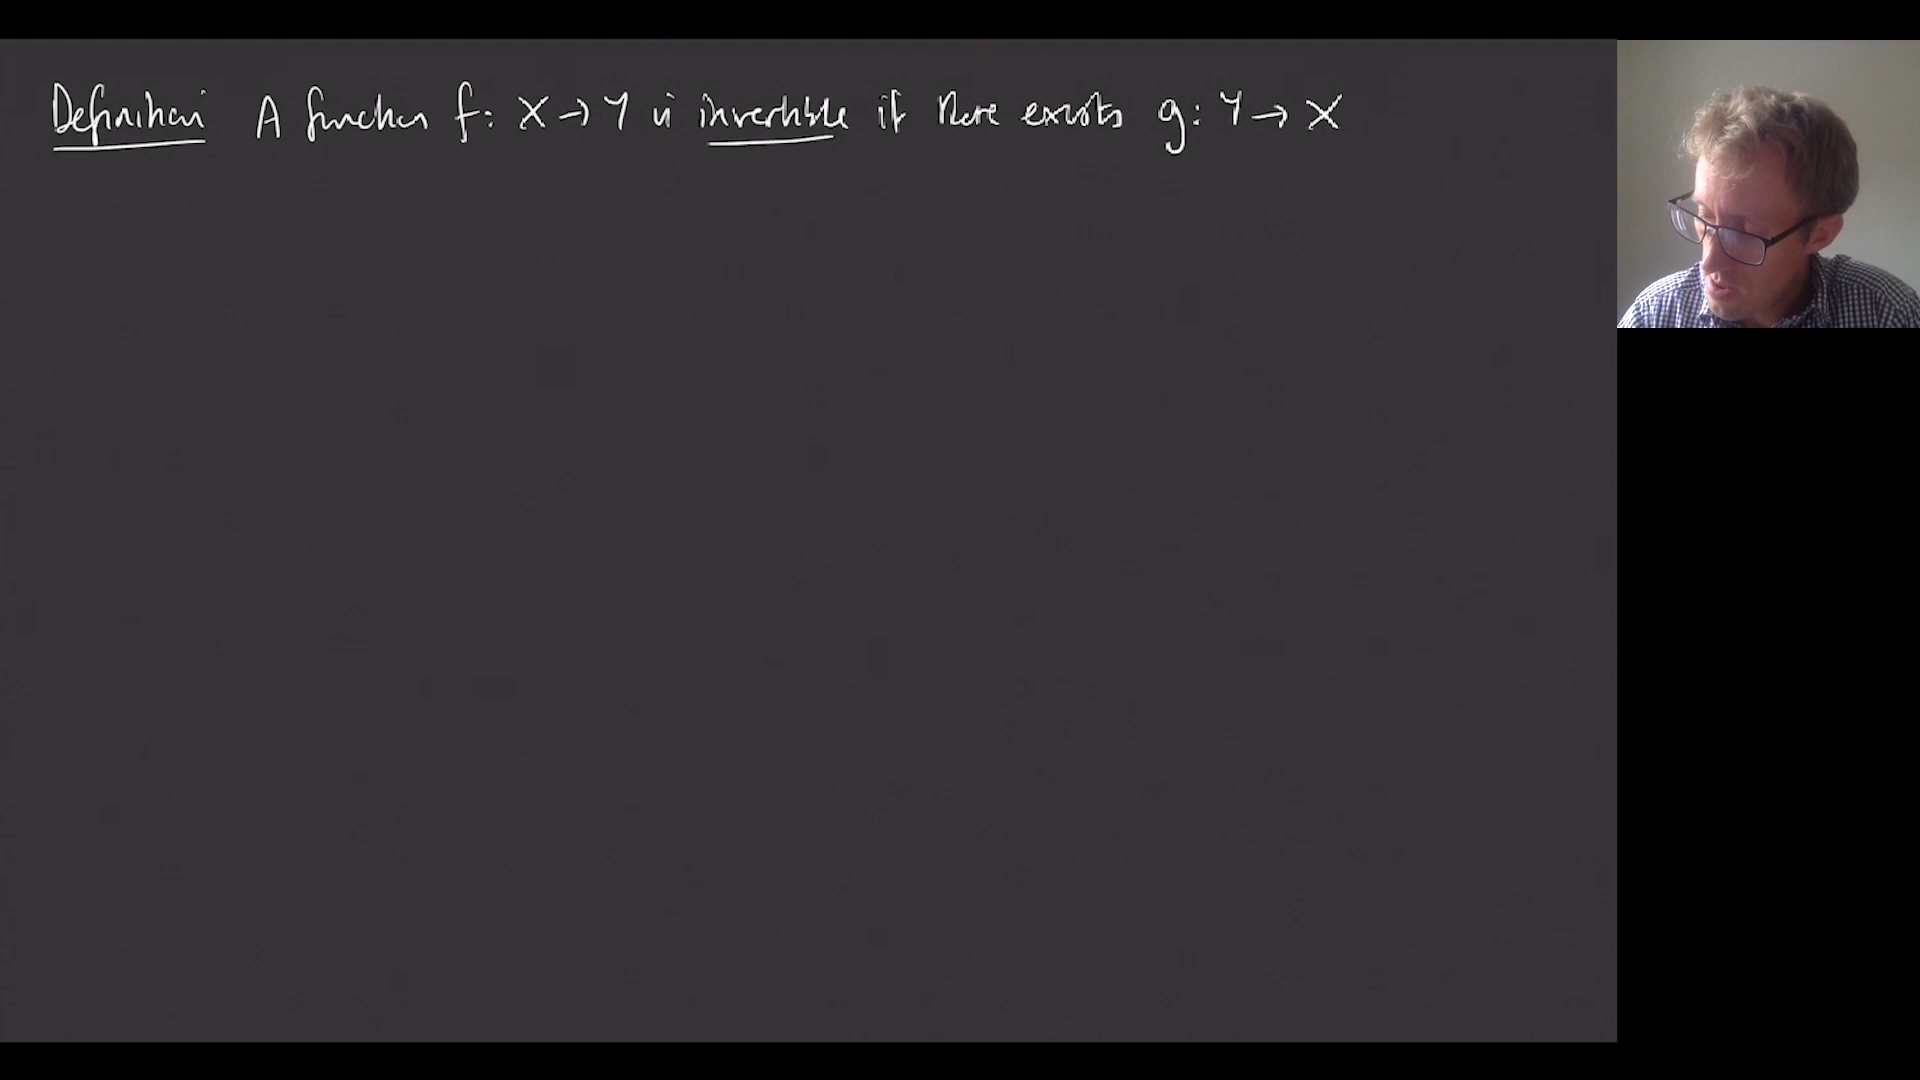 Definition A function f: X → Y is invertible if there exists g: Y → X